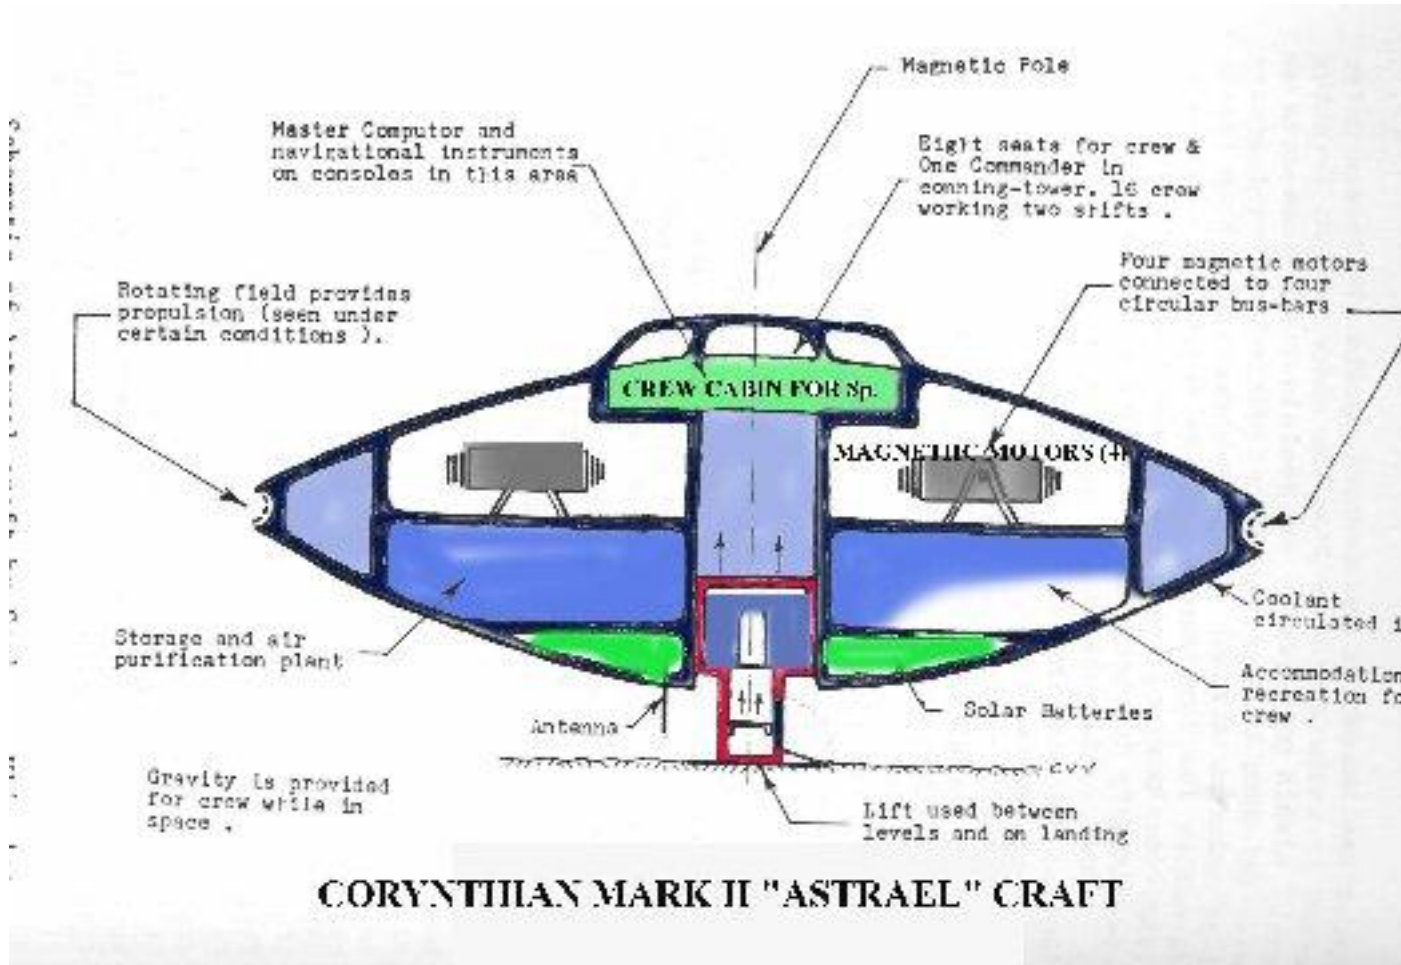 Magnetic Pole
Master Computor and
navigational instruments
on consoles in this area
Eight seats for crew &
One Commander in
conning-tower. 16 crew
working two shifts .
Four magnetic motors
connected to four
circular bus-bars
Rotating field provides
propulsion (seen under
certain conditions ).
CREW CABIN FOR Sp.
MAGNETIIC MOTORS (4)
Coolant
circulated i
Storage and air
purification plant
Accommodation
recreation fo
crew .
Antenna
Solar Batteries
Gravity is provided
for crew while in
space .
Lift used between
levels and on landing
CORYNTHIAN MARK II "ASTRAEL" CRAFT